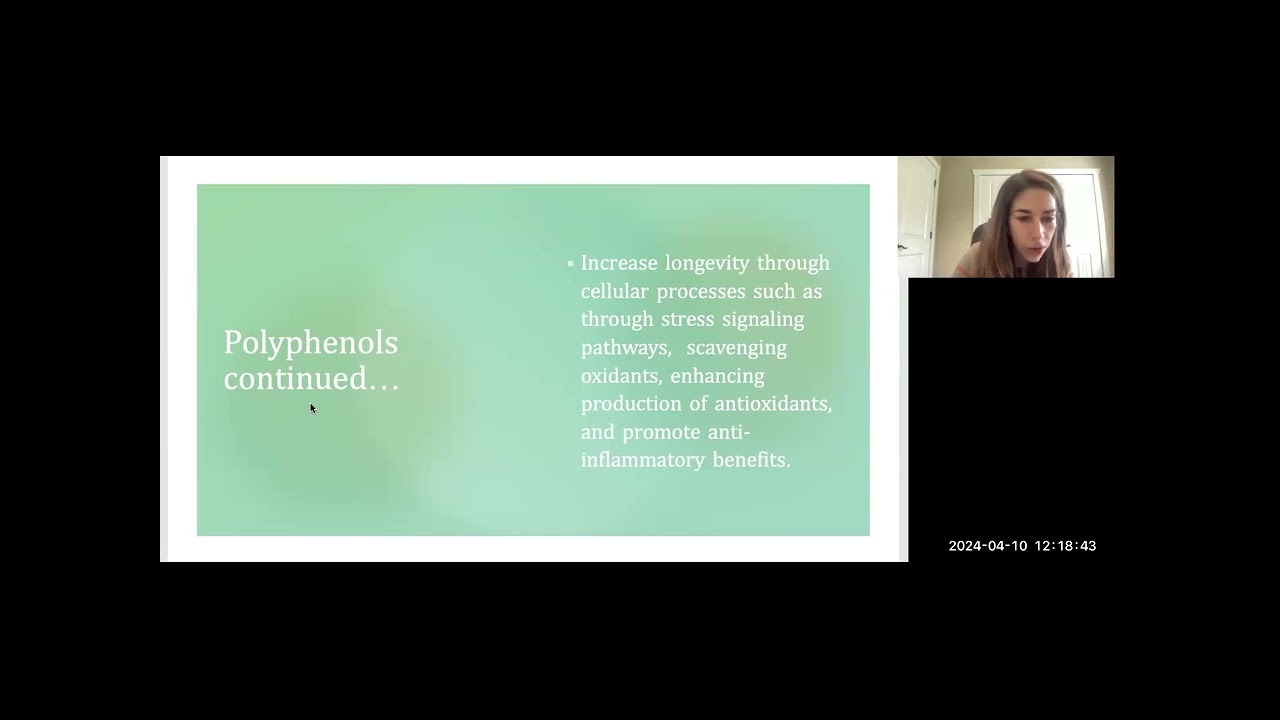 Polyphenols
continued...
Increase longevity through
cellular processes such as
through stress signaling
pathways, scavenging
oxidants, enhancing
production of antioxidants,
and promote anti-
inflammatory benefits.
2024-04-10 12:18:43